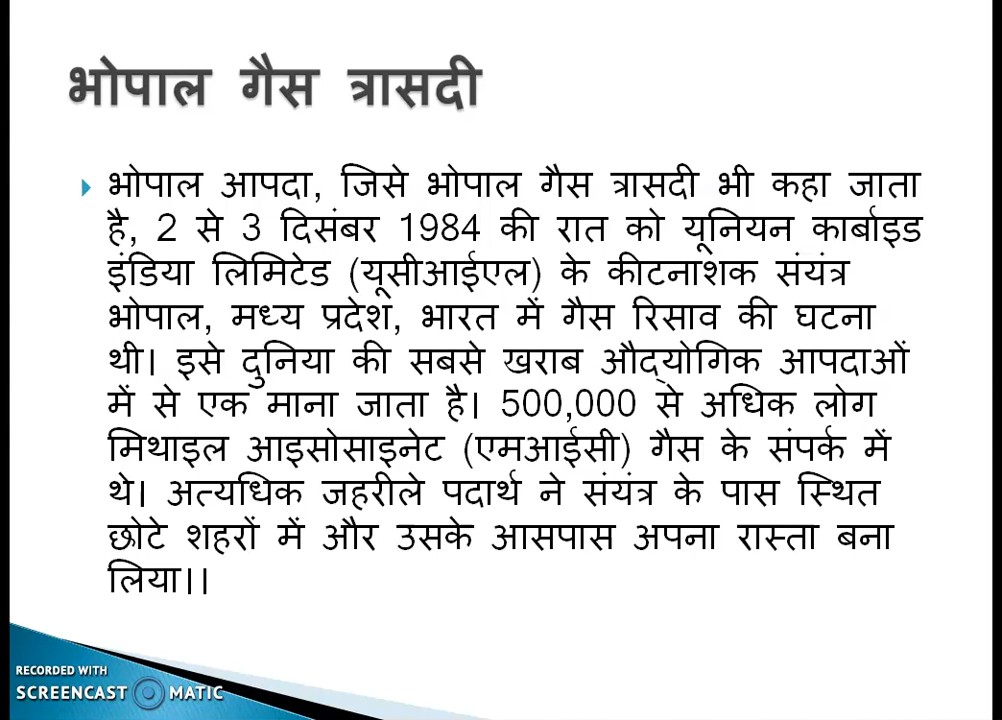 भोपाल गैस त्रासदी
भोपाल आपदा, जिसे भोपाल गैस त्रासदी भी कहा जाता
है, 2 से 3 दिसंबर 1984 की रात को यूनियन कार्बाइड
इंडिया लिमिटेड (यूसीआईएल) के कीटनाशक संयंत्र
भोपाल, मध्य प्रदेश, भारत में गैस रिसाव की घटना
थी। इसे दुनिया की सबसे खराब औद्योगिक आपदाओं
में से एक माना जाता है। 500,000 से अधिक लोग
मिथाइल आइसोसाइनेट (एमआईसी) गैस के संपर्क में
थे। अत्यधिक जहरीले पदार्थ ने संयंत्र के पास स्थित
छोटे शहरों में और उसके आसपास अपना रास्ता बना
लिया।।
RECORDED WITH
SCREENCAST MATIC